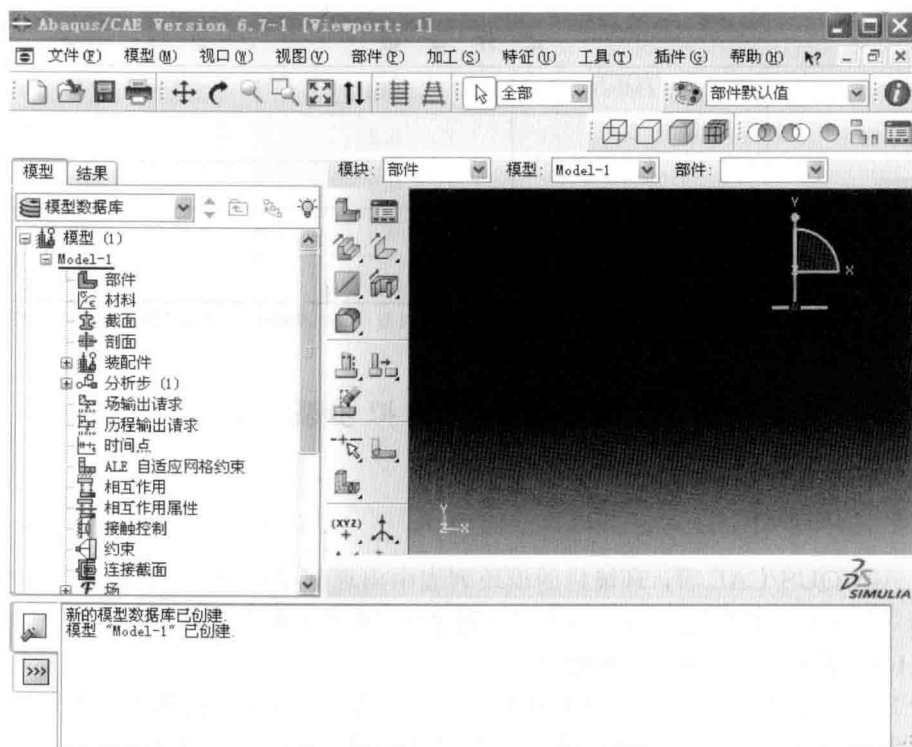 Abaqus/CAE Version 6.7-1 [Viewport: 1]
文件(F) 模型(M) 视口(W) 视图(V) 部件(P) 加工(S) 特征(U) 工具(T) 插件(G) 帮助(H)
全部 部件默认值
模型 结果 模块: 部件 模型: Model-1 部件:
模型数据库
模型 (1)
Model-1
部件
材料
截面
剖面
装配件
分析步 (1)
场输出请求
历程输出请求
时间点
ALE 自适应网格约束
相互作用
相互作用属性
接触控制
约束
连接截面
场
(XYZ)
Y
X
Z
Y
Z X
DS
SIMULIA
新的模型数据库已创建.
模型 "Model-1" 已创建.
>>>